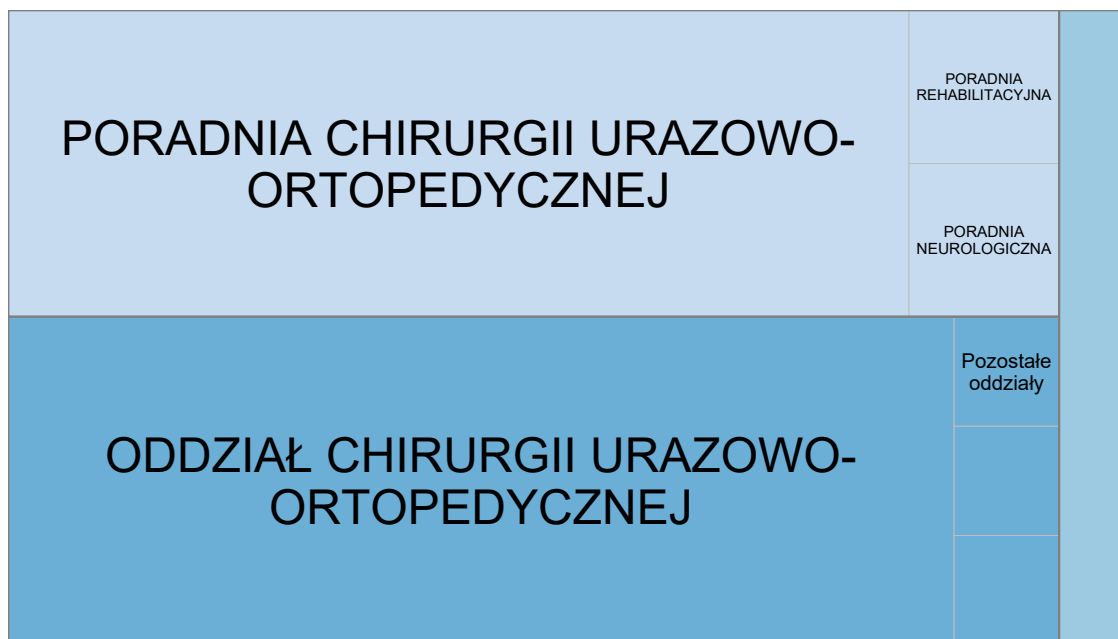 PORADNIA CHIRURGII URAZOWO-
ORTOPEDYCZNEJ
PORADNIA
REHABILITACYJNA
PORADNIA
NEUROLOGICZNA
ODDZIAŁ CHIRURGII URAZOWO-
ORTOPEDYCZNEJ
Pozostałe
oddziały